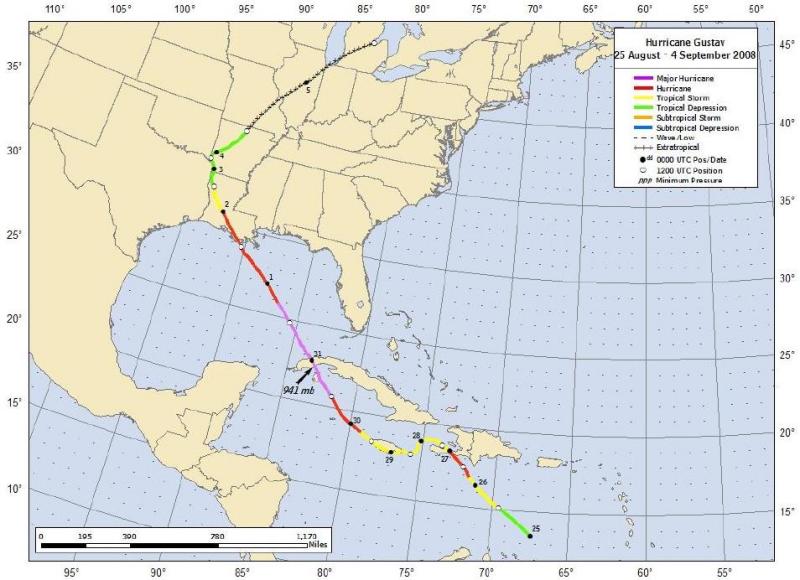 110° 105° 100° 95° 90° 85° 80° 75° 70° 65° 60° 55° 50°
45°
40°
35°
30°
25°
20°
15°
35°
30°
25°
20°
15°
10°
Hurricane Gustav
25 August - 4 September 2008
Major Hurricane
Hurricane
Tropical Storm
Tropical Depression
Subtropical Storm
Subtropical Depression
Wave/Low
Extratropical
dd 0000 UTC Pos/Date
1200 UTC Position
ppp Minimum Pressure
5
4
3
2
1
31
941 mb
30
29
28
27
26
25
0 195 390 780 1,170
Miles
95° 90° 85° 80° 75° 70° 65° 60° 55°